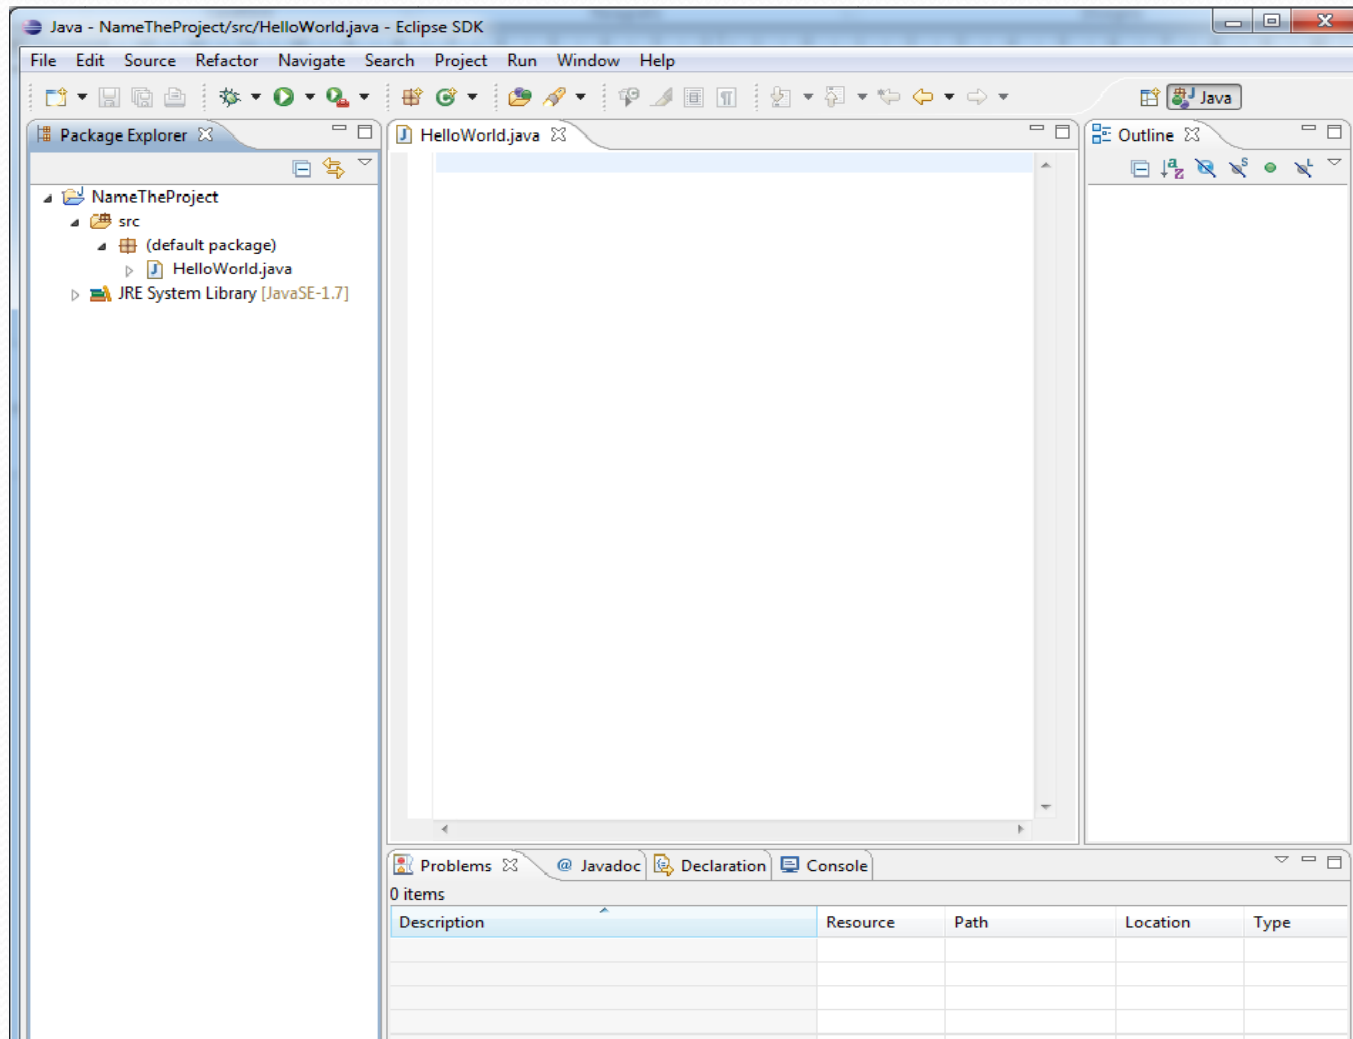 Java - NameTheProject/src/HelloWorld.java - Eclipse SDK
File Edit Source Refactor Navigate Search Project Run Window Help
Java
Package Explorer
HelloWorld.java
Outline
NameTheProject
src
(default package)
HelloWorld.java
JRE System Library [JavaSE-1.7]
Problems @ Javadoc Declaration Console
0 items
Description Resource Path Location Type